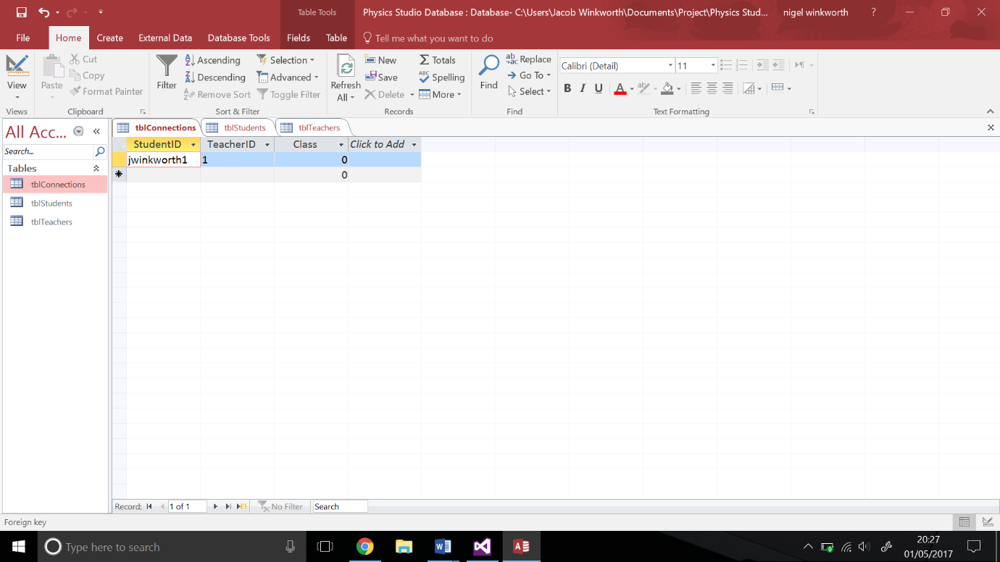 Table Tools
Physics Studio Database : Database- C:\Users\Jacob Winkworth\Documents\Project\Physics Stud...
nigel winkworth
?
File
Home
Create
External Data
Database Tools
Fields
Table
Tell me what you want to do
View
Views
Paste
Cut
Copy
Format Painter
Clipboard
Filter
Ascending
Descending
Remove Sort
Selection
Advanced
Toggle Filter
Sort & Filter
Refresh
All
New
Save
Delete
Totals
Spelling
More
Records
Find
Replace
Go To
Select
Find
Calibri (Detail)
11
B I U A
Text Formatting
All Acc...
Search...
Tables
tblConnections
tblStudents
tblTeachers
tblConnections tblStudents tblTeachers
StudentID TeacherID Class Click to Add
jwinkworth1 1 0
0
Record: 1 of 1 No Filter Search
Foreign key
Type here to search
20:27
01/05/2017